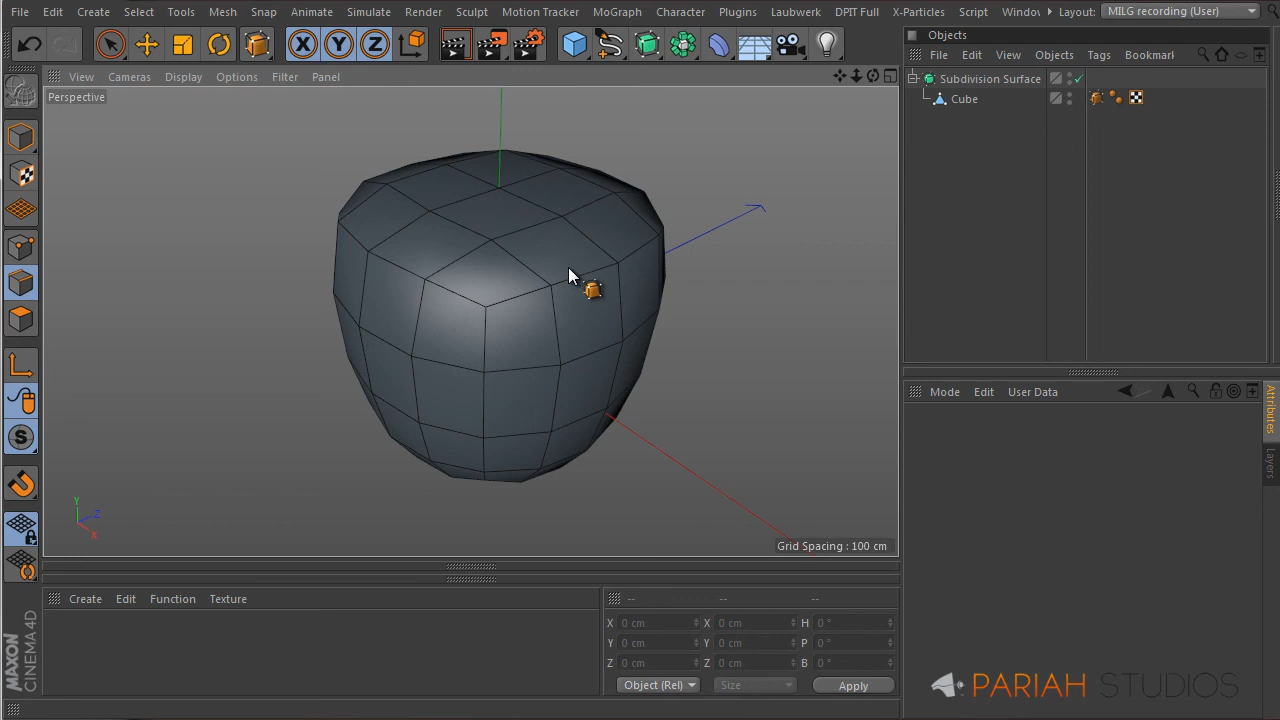 File Edit Create Select Tools Mesh Snap Animate Simulate Render Sculpt Motion Tracker MoGraph Character Plugins Laubwerk DPIT Full X-Particles Script Windov Layout: MILG recording (User)
X Y Z
Objects
File Edit View Objects Tags Bookmarl
View Cameras Display Options Filter Panel
Perspective
Subdivision Surface
Cube
Mode Edit User Data
Attributes
Layers
S
Y
Z
X
Grid Spacing : 100 cm
Create Edit Function Texture
-- -- --
X 0 cm X 0 cm H 0 °
Y 0 cm Y 0 cm P 0 °
Z 0 cm Z 0 cm B 0 °
Object (Rel) Size Apply
MAXON
CINEMA 4D
PARIAH STUDIOS